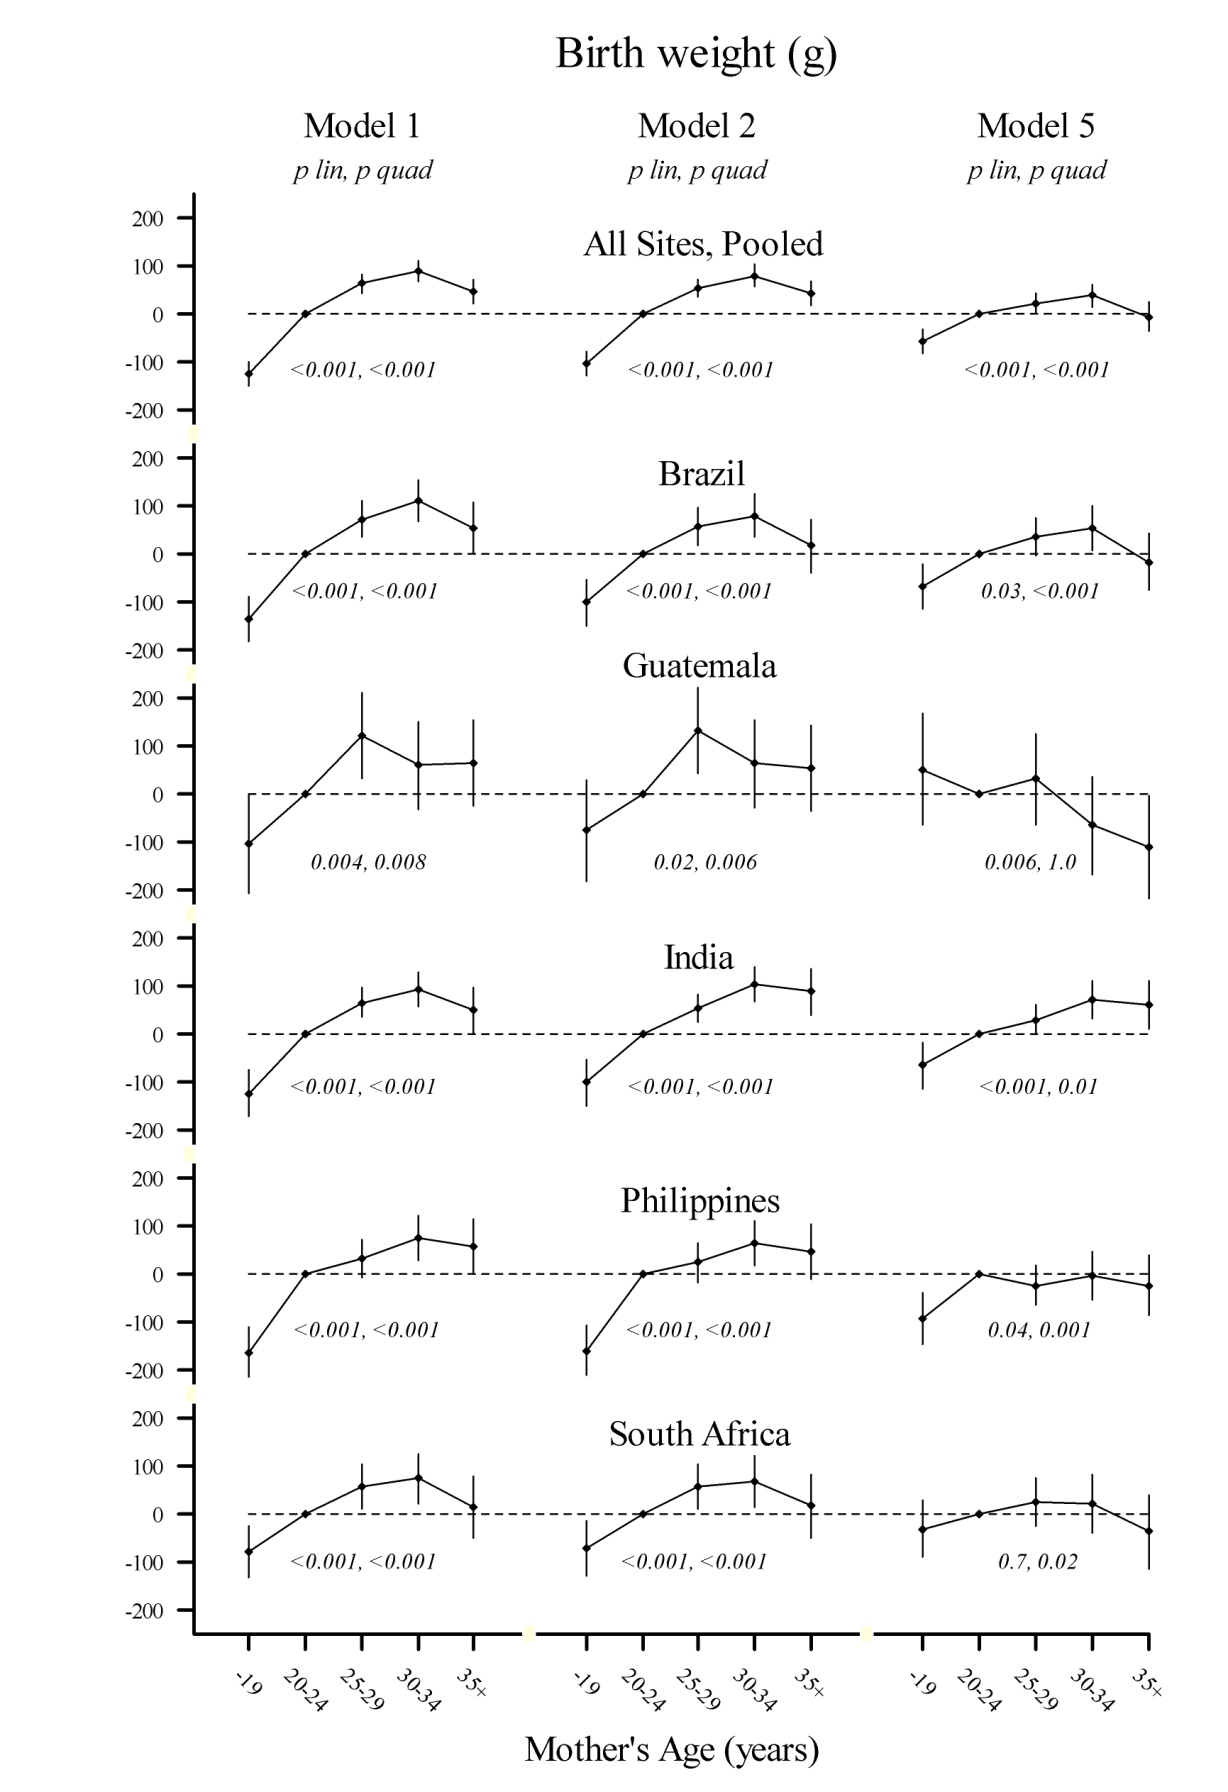 Birth weight (g)
Model 1 Model 2 Model 5
p lin, p quad p lin, p quad p lin, p quad
200
All Sites, Pooled
100
0
-100
<0.001, <0.001 <0.001, <0.001 <0.001, <0.001
-200
200
Brazil
100
0
<0.001, <0.001 <0.001, <0.001 0.03, <0.001
-100
-200
Guatemala
200
100
0
-100
0.004, 0.008 0.02, 0.006 0.006, 1.0
-200
200
India
100
0
-100
<0.001, <0.001 <0.001, <0.001 <0.001, 0.01
-200
200
Philippines
100
0
-100
<0.001, <0.001 <0.001, <0.001 0.04, 0.001
-200
200
South Africa
100
0
-100
<0.001, <0.001 <0.001, <0.001 0.7, 0.02
-200
-19 20-24 25-29 30-34 35+ -19 20-24 25-29 30-34 35+ -19 20-24 25-29 30-34 35+
Mother's Age (years)